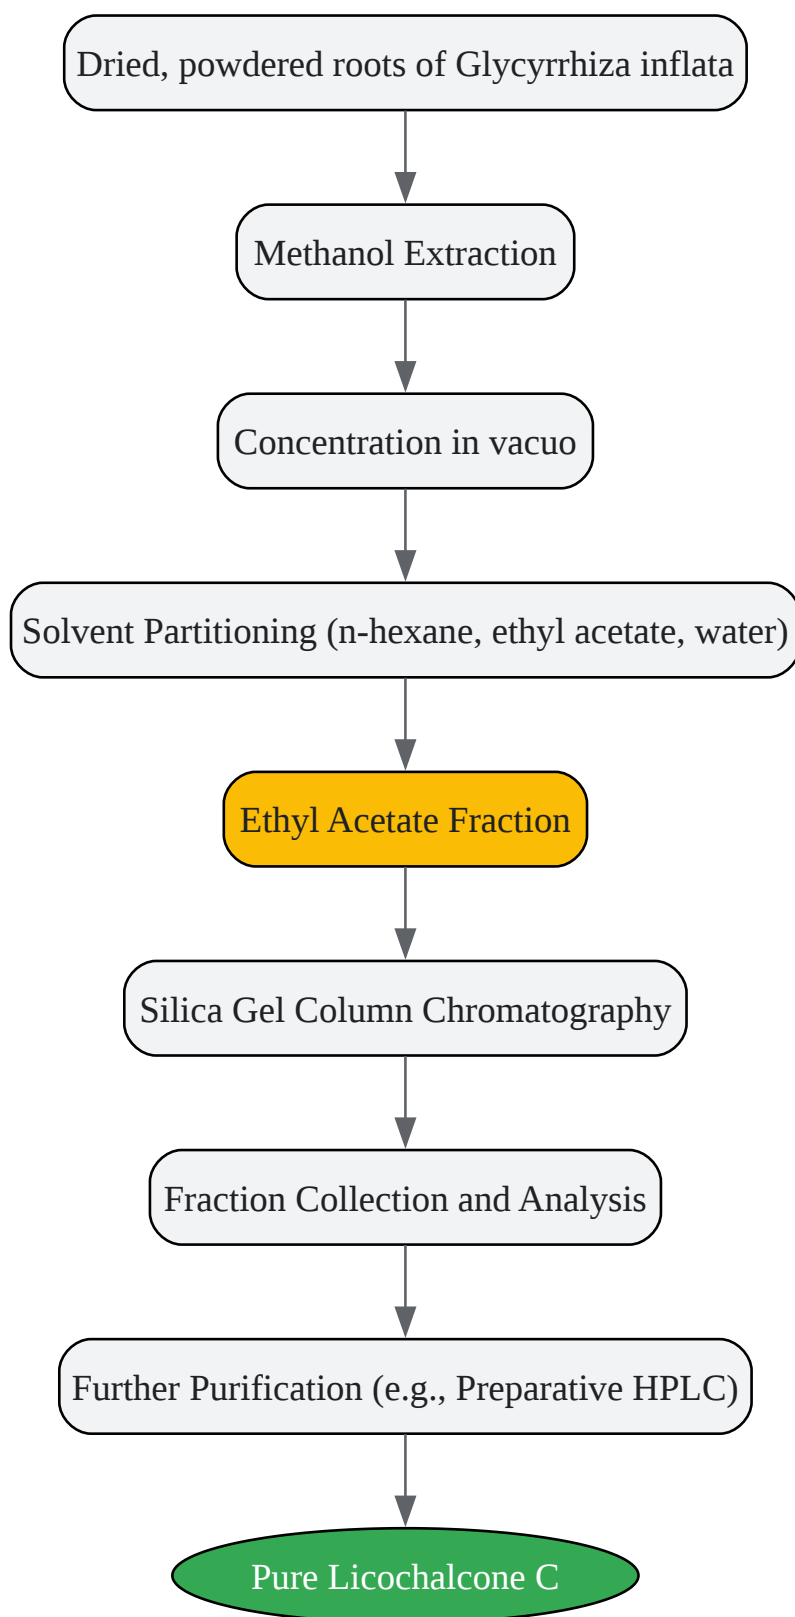 Dried, powdered roots of Glycyrrhiza inflata
Methanol Extraction
Concentration in vacuo
Solvent Partitioning (n-hexane, ethyl acetate, water)
Ethyl Acetate Fraction
Silica Gel Column Chromatography
Fraction Collection and Analysis
Further Purification (e.g., Preparative HPLC)
Pure Licochalcone C